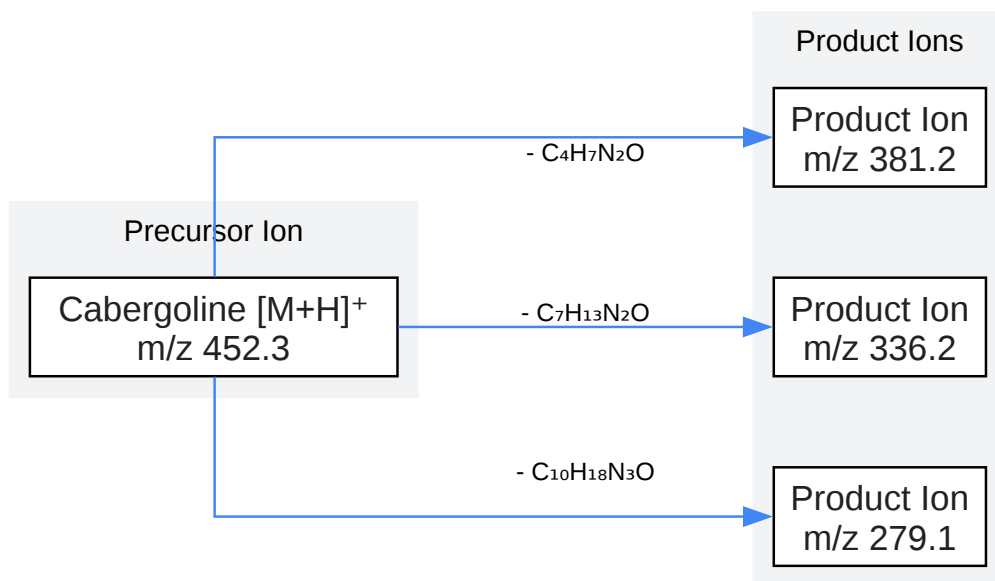 Product Ions
Product Ion
m/z 381.2
- C₄H₇N₂O
Precursor Ion
Cabergoline [M+H]⁺
m/z 452.3
- C₇H₁₃N₂O
Product Ion
m/z 336.2
- C₁₀H₁₈N₃O
Product Ion
m/z 279.1